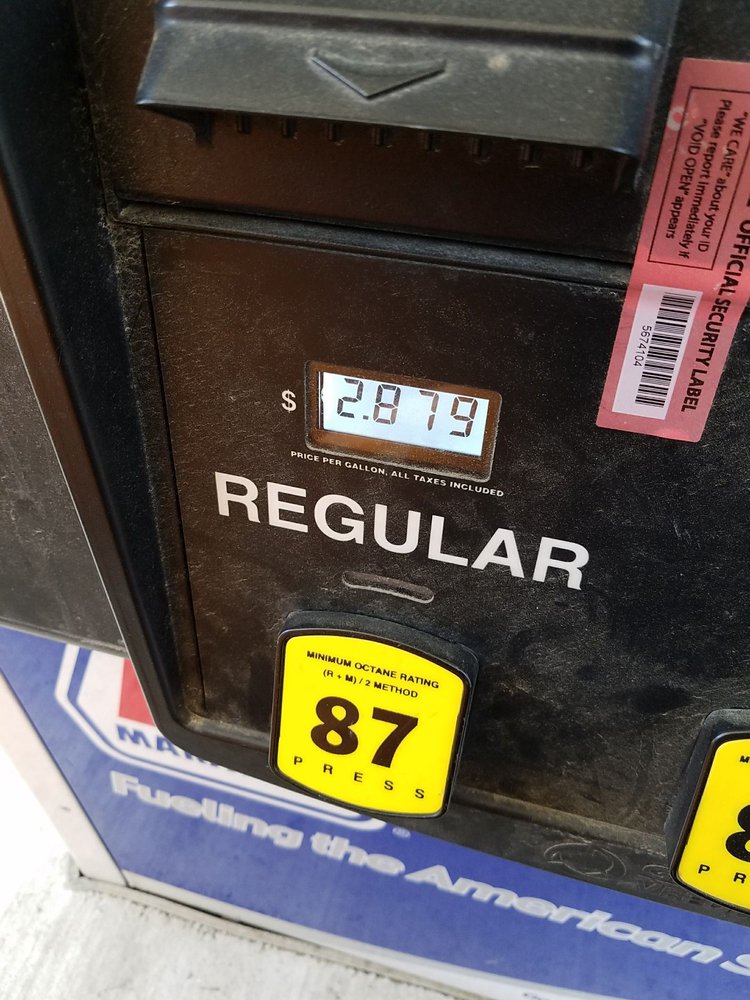 "WE CARE" about your ID
Please report immediately if
"VOID OPEN" appears
OFFICIAL SECURITY LABEL
5674104
$ 2.879
PRICE PER GALLON, ALL TAXES INCLUDED
REGULAR
MINIMUM OCTANE RATING
(R + M) / 2 METHOD
87
PRESS
Fueling the American